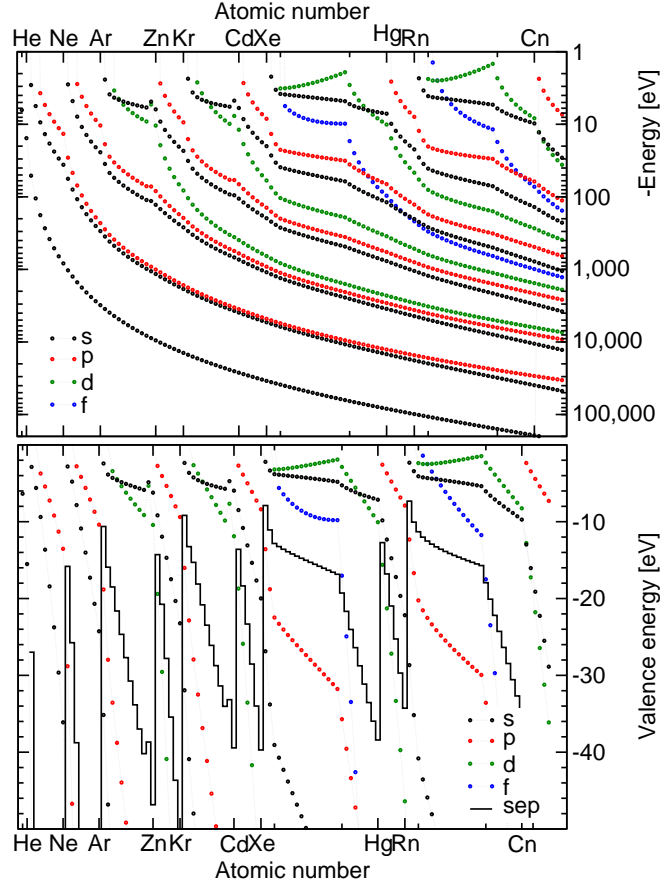 Atomic number
He Ne Ar Zn Kr Cd Xe Hg Rn Cn
1
10
100
1,000
10,000
100,000
-Energy [eV]
s
p
d
f
-10
-20
-30
-40
Valence energy [eV]
s
p
d
f
sep
He Ne Ar Zn Kr Cd Xe Hg Rn Cn
Atomic number